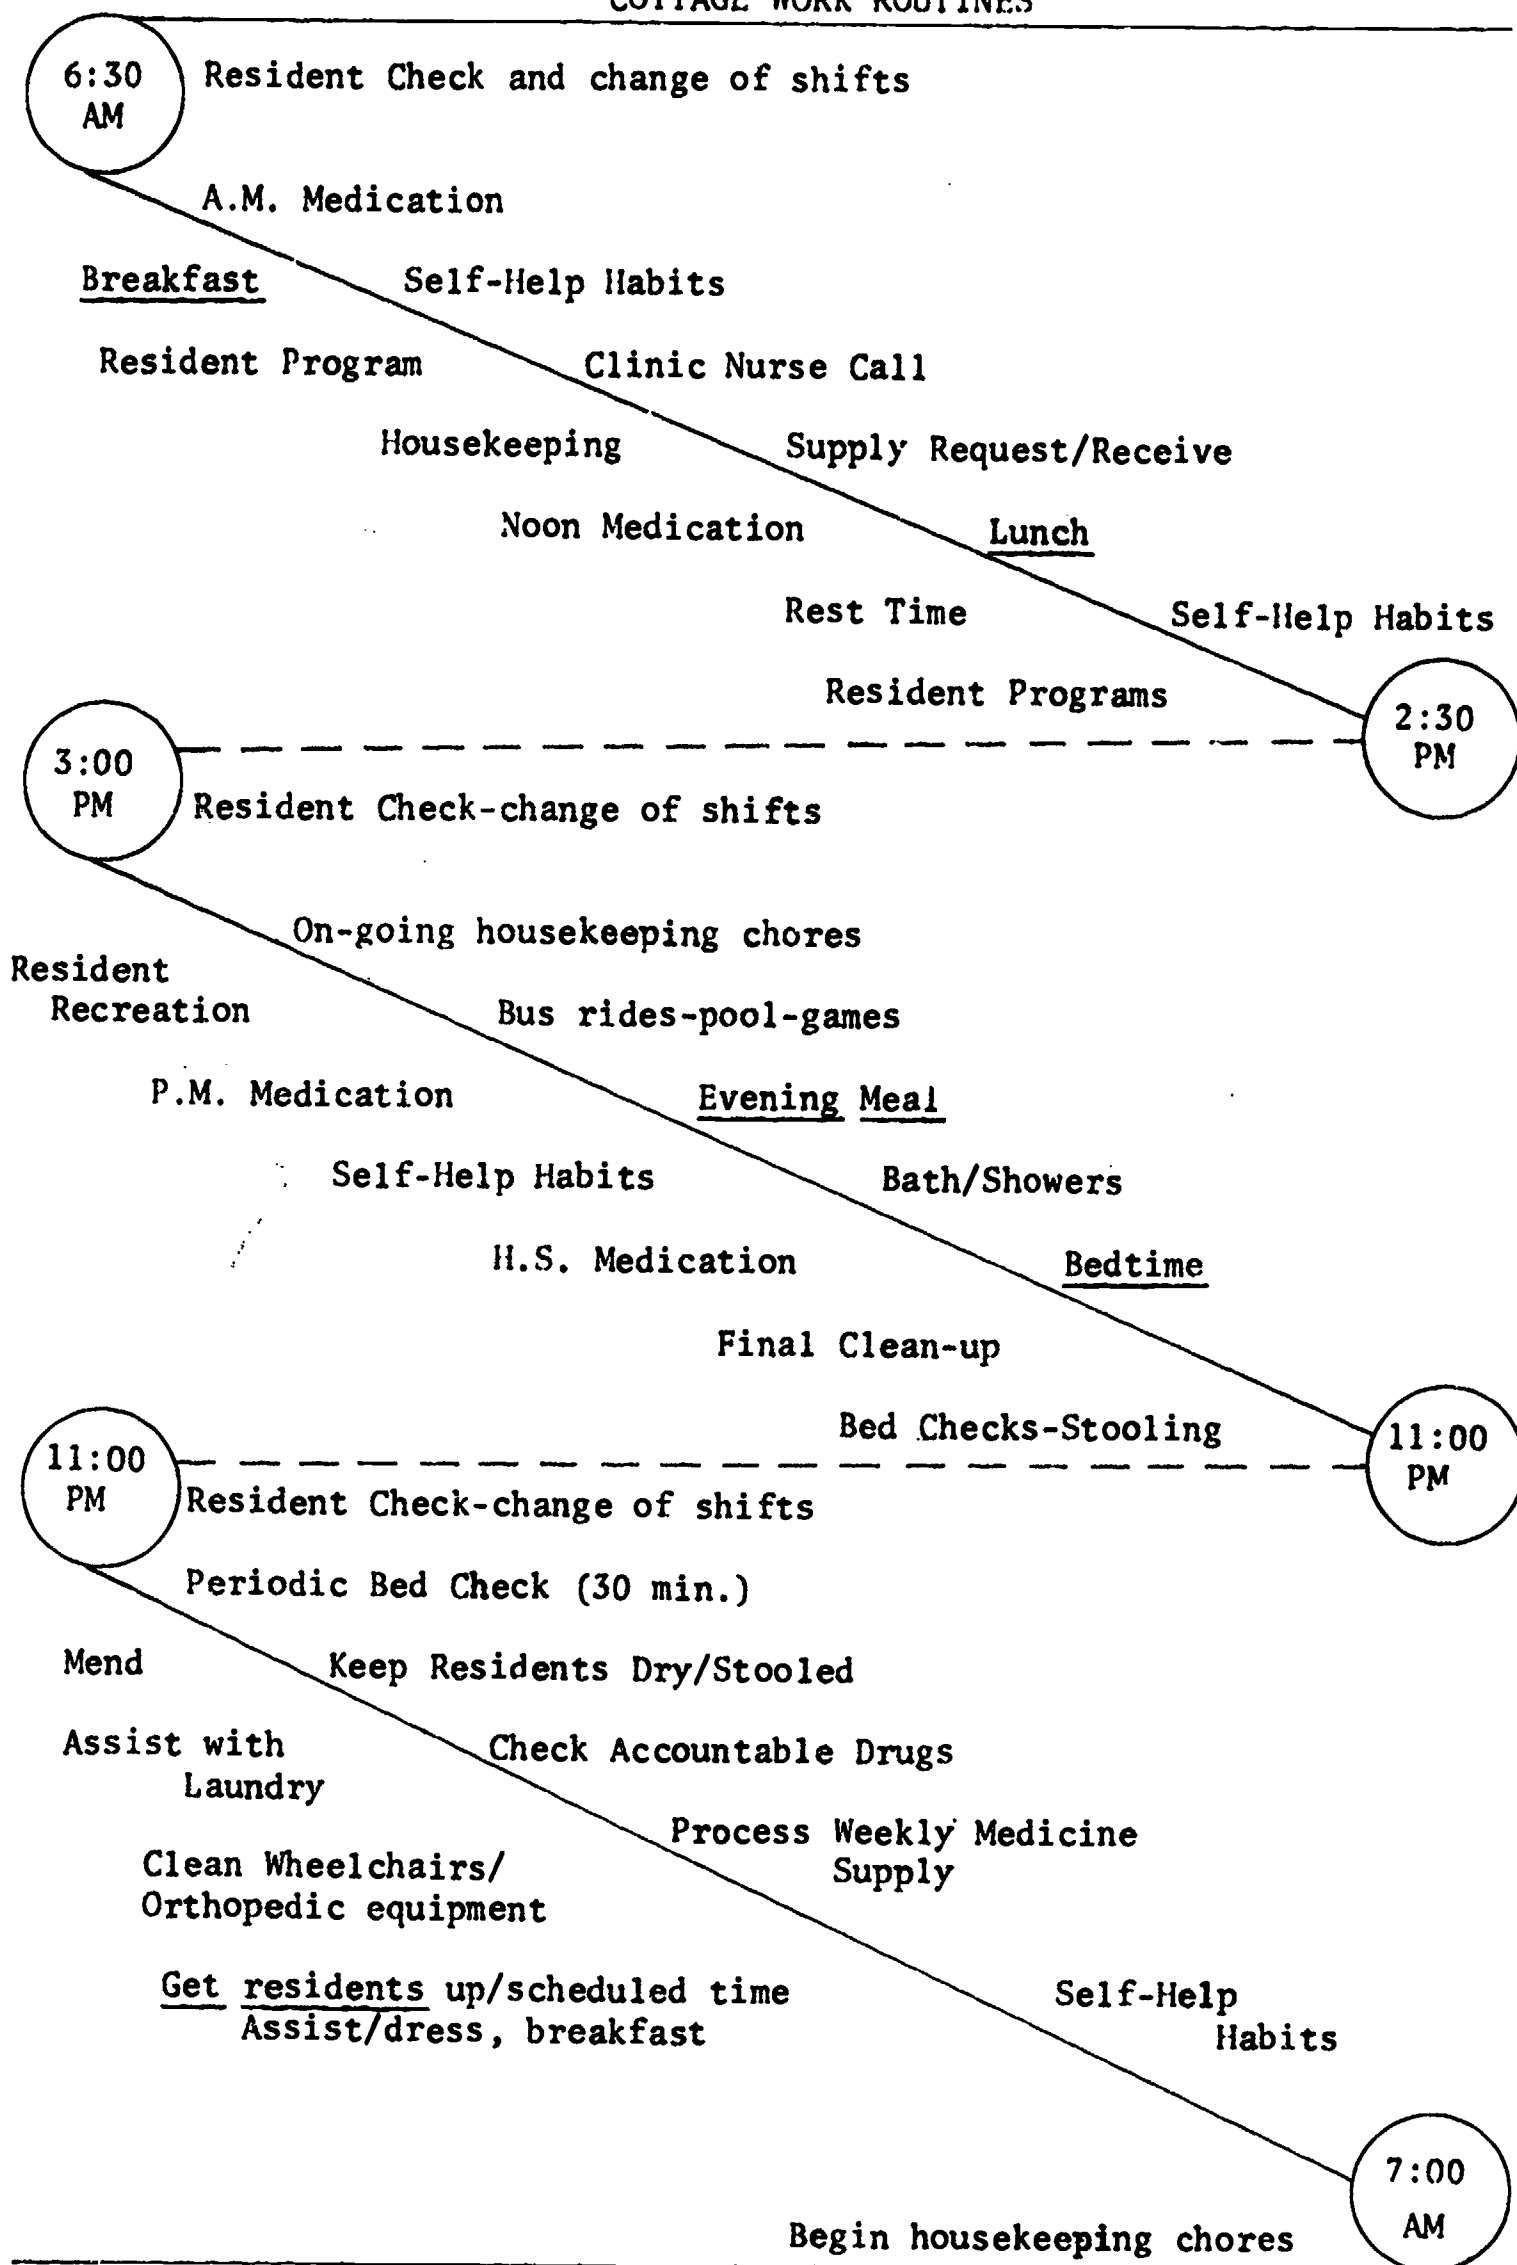 COTTAGE WORK ROUTINES
6:30
AM
Resident Check and change of shifts
A.M. Medication
Breakfast
Self-Help Habits
Resident Program
Clinic Nurse Call
Housekeeping
Supply Request/Receive
Noon Medication
Lunch
Rest Time
Self-Help Habits
Resident Programs
2:30
PM
3:00
PM
Resident Check-change of shifts
On-going housekeeping chores
Resident
Recreation
Bus rides-pool-games
P.M. Medication
Evening Meal
Self-Help Habits
Bath/Showers
H.S. Medication
Bedtime
Final Clean-up
Bed Checks-Stooling
11:00
PM
11:00
PM
Resident Check-change of shifts
Periodic Bed Check (30 min.)
Mend
Keep Residents Dry/Stooled
Assist with
Laundry
Check Accountable Drugs
Process Weekly Medicine
Supply
Clean Wheelchairs/
Orthopedic equipment
Get residents up/scheduled time
Assist/dress, breakfast
Self-Help
Habits
7:00
AM
Begin housekeeping chores